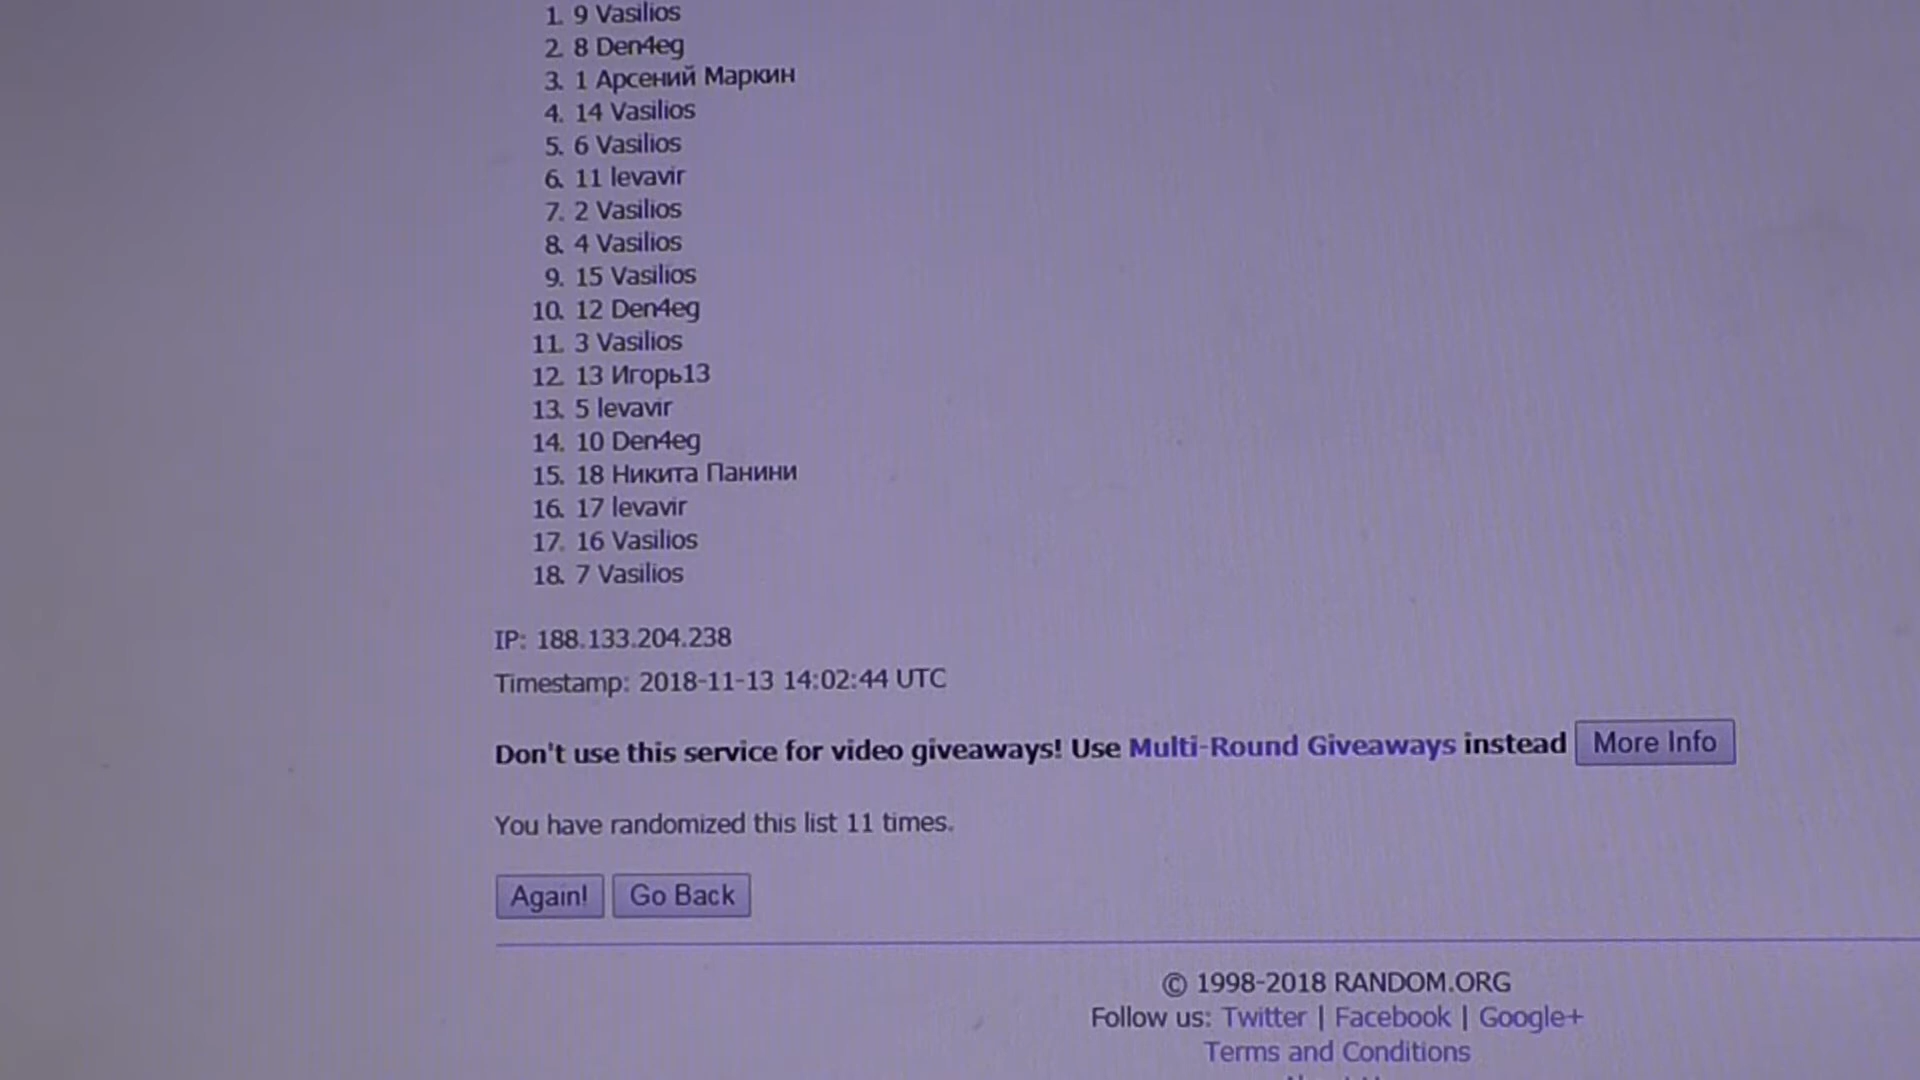 1. 9 Vasilios
2. 8 Den4eg
3. 1 Арсений Маркин
4. 14 Vasilios
5. 6 Vasilios
6. 11 levavir
7. 2 Vasilios
8. 4 Vasilios
9. 15 Vasilios
10. 12 Den4eg
11. 3 Vasilios
12. 13 Игорь13
13. 5 levavir
14. 10 Den4eg
15. 18 Никита Панини
16. 17 levavir
17. 16 Vasilios
18. 7 Vasilios
IP: 188.133.204.238
Timestamp: 2018-11-13 14:02:44 UTC
Don't use this service for video giveaways! Use Multi-Round Giveaways instead More Info
You have randomized this list 11 times.
Again! Go Back
© 1998-2018 RANDOM.ORG
Follow us: Twitter | Facebook | Google+
Terms and Conditions